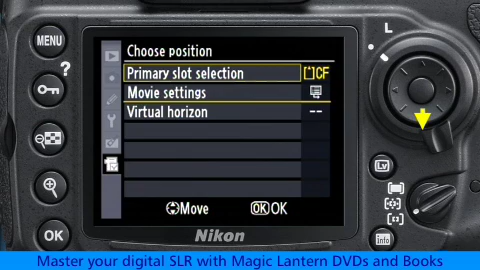 MENU
?
Choose position
Primary slot selection CF
Movie settings
Virtual horizon --
Move OK OK
OK
Nikon
L
Lv
info
Master your digital SLR with Magic Lantern DVDs and Books